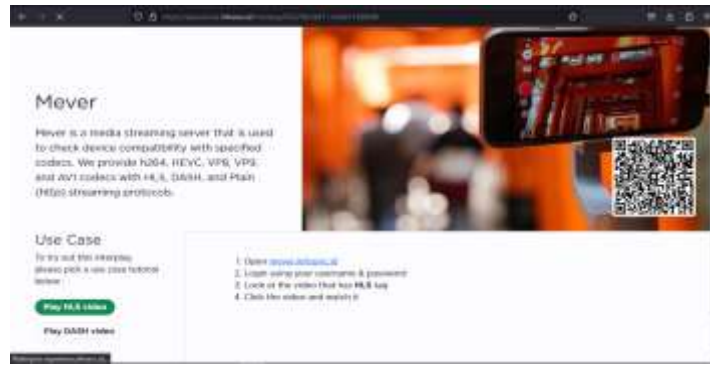 Mever
Mever is a media streaming server that is used
to check device compatibility with specified
codecs. We provide h264, HEVC, VP8, VP9,
and AV1 codecs with HLS, DASH, and Plain
(http) streaming protocols.
Use Case
To try out this interplay,
please pick a use case tutorial
below :
Play HLS video
Play DASH video
1. Open
2. Login using your username & password
3. Look at the video that has HLS tag
4. Click the video and watch it